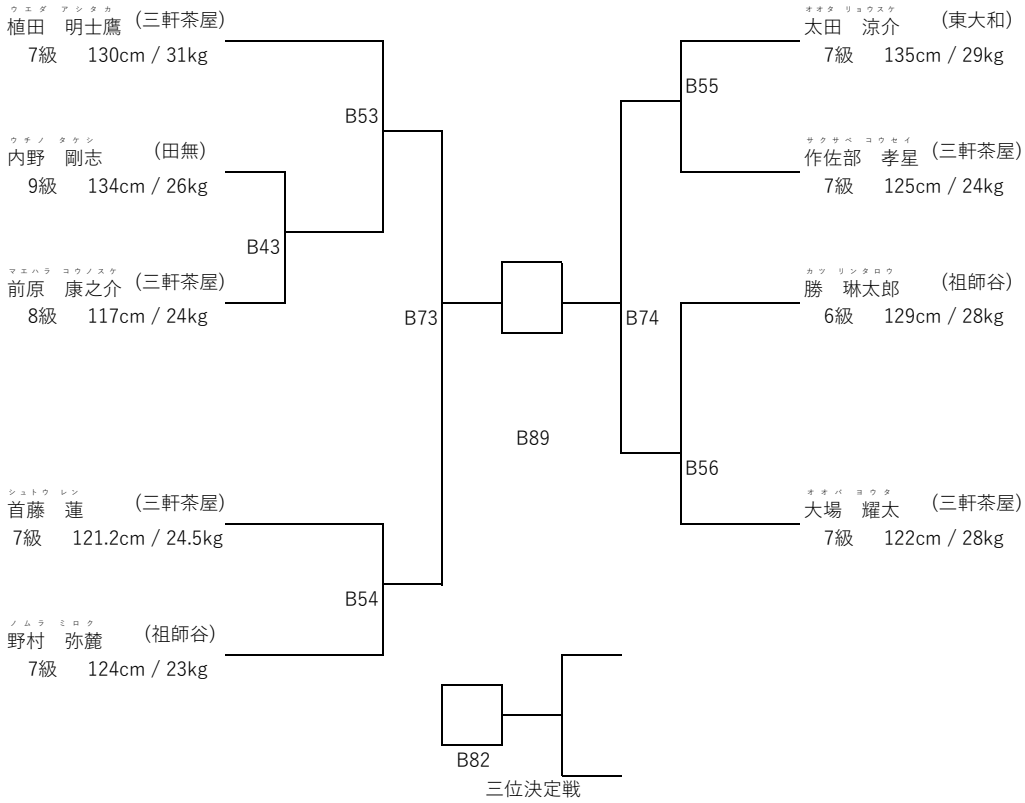 ウエダ アシタカ
植田 明士鷹 (三軒茶屋)
7級 130cm / 31kg
B53
ウチノ タケシ
内野 剛志 (田無)
9級 134cm / 26kg
B43
マエハラ コウノスケ
前原 康之介 (三軒茶屋)
8級 117cm / 24kg
B73
シュトウ レン
首藤 蓮 (三軒茶屋)
7級 121.2cm / 24.5kg
B54
ノムラ ミロク
野村 弥麓 (祖師谷)
7級 124cm / 23kg
オオタ リョウスケ
太田 涼介 (東大和)
7級 135cm / 29kg
B55
サクサベ コウセイ
作佐部 孝星 (三軒茶屋)
7級 125cm / 24kg
カツ リンタロウ
勝 琳太郎 (祖師谷)
6級 129cm / 28kg
B74
B56
オオバ ヨウタ
大場 耀太 (三軒茶屋)
7級 122cm / 28kg
B89
B82
三位決定戦